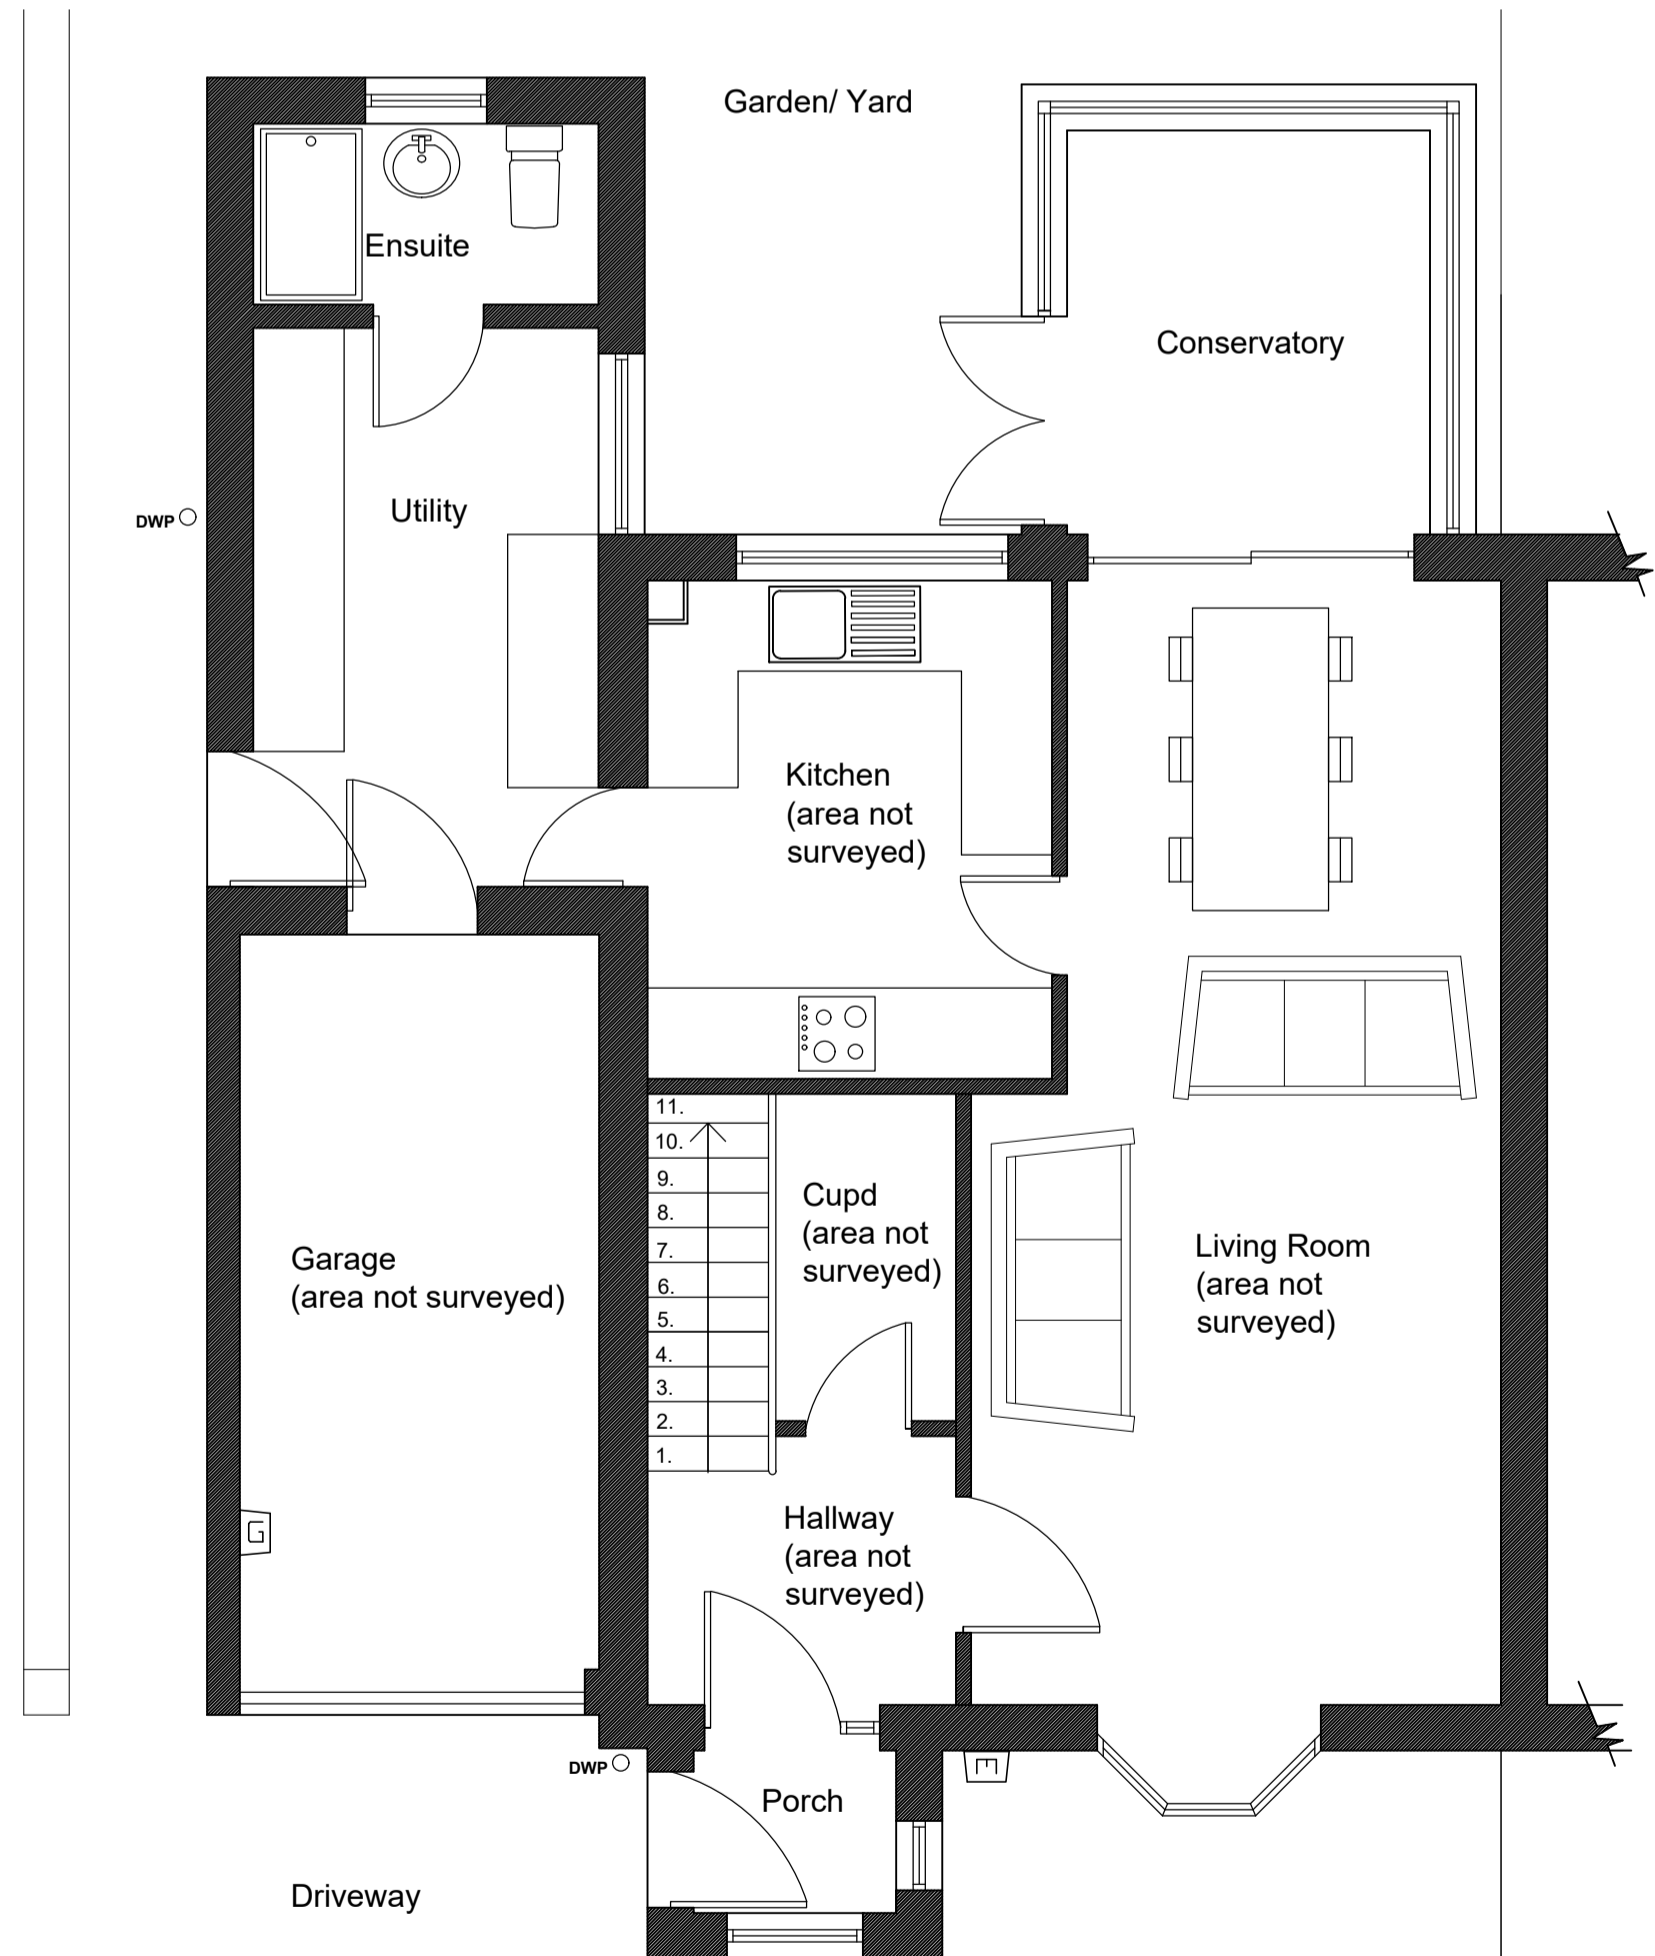 Garden/ Yard
Ensuite
Conservatory
Utility
DWP
Kitchen
(area not
surveyed)
11.
10.
9.
8.
7.
6.
5.
4.
3.
2.
1.
Cupd
(area not
surveyed)
Garage
(area not surveyed)
Living Room
(area not
surveyed)
G
Hallway
(area not
surveyed)
DWP
E
Porch
Driveway